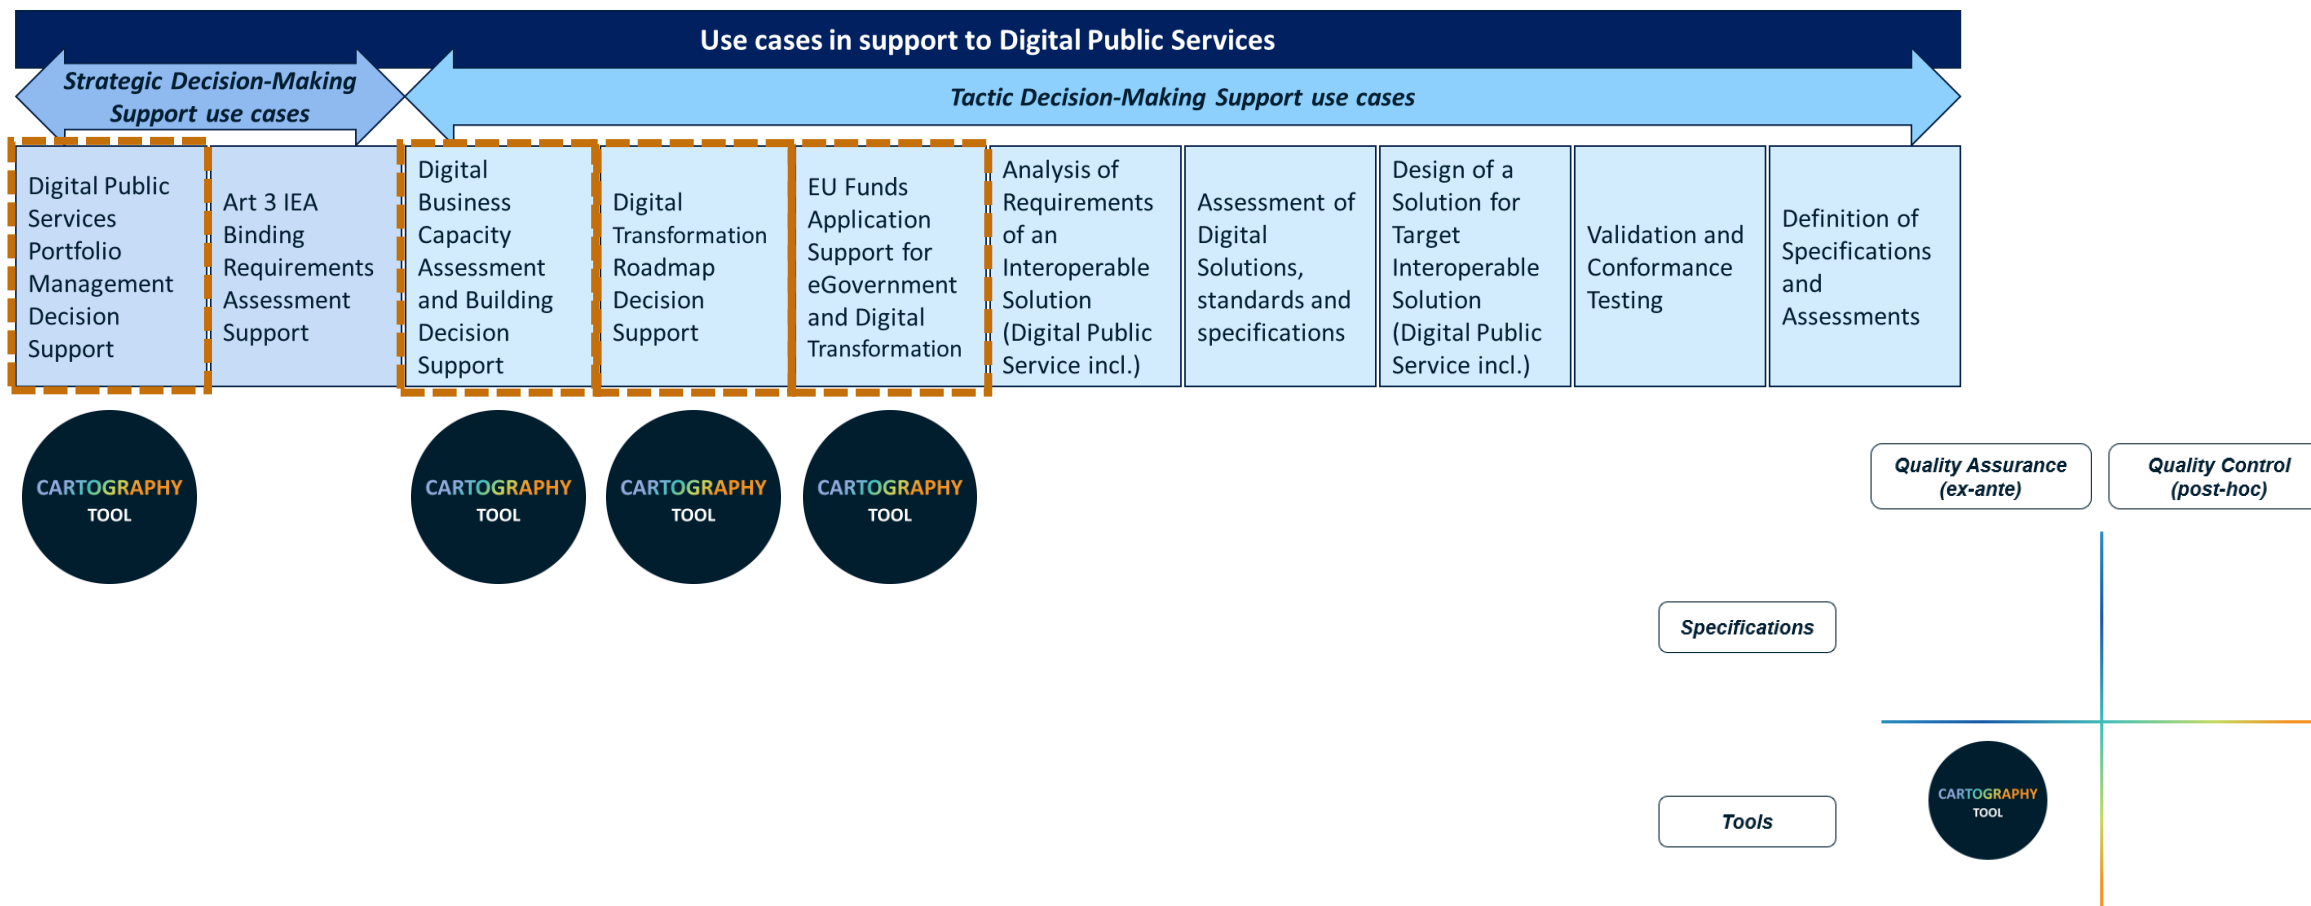 Use cases in support to Digital Public Services
Strategic Decision-Making
Support use cases
Tactic Decision-Making Support use cases
Digital Public
Services
Portfolio
Management
Decision
Support
Art 3 IEA
Binding
Requirements
Assessment
Support
Digital
Business
Capacity
Assessment
and Building
Decision
Support
Digital
Transformation
Roadmap
Decision
Support
EU Funds
Application
Support for
eGovernment
and Digital
Transformation
Analysis of
Requirements
of an
Interoperable
Solution
(Digital Public
Service incl.)
Assessment of
Digital
Solutions,
standards and
specifications
Design of a
Solution for
Target
Interoperable
Solution
(Digital Public
Service incl.)
Validation and
Conformance
Testing
Definition of
Specifications
and
Assessments
CARTOGRAPHY
TOOL
CARTOGRAPHY
TOOL
CARTOGRAPHY
TOOL
CARTOGRAPHY
TOOL
Quality Assurance
(ex-ante)
Quality Control
(post-hoc)
Specifications
Tools
CARTOGRAPHY
TOOL